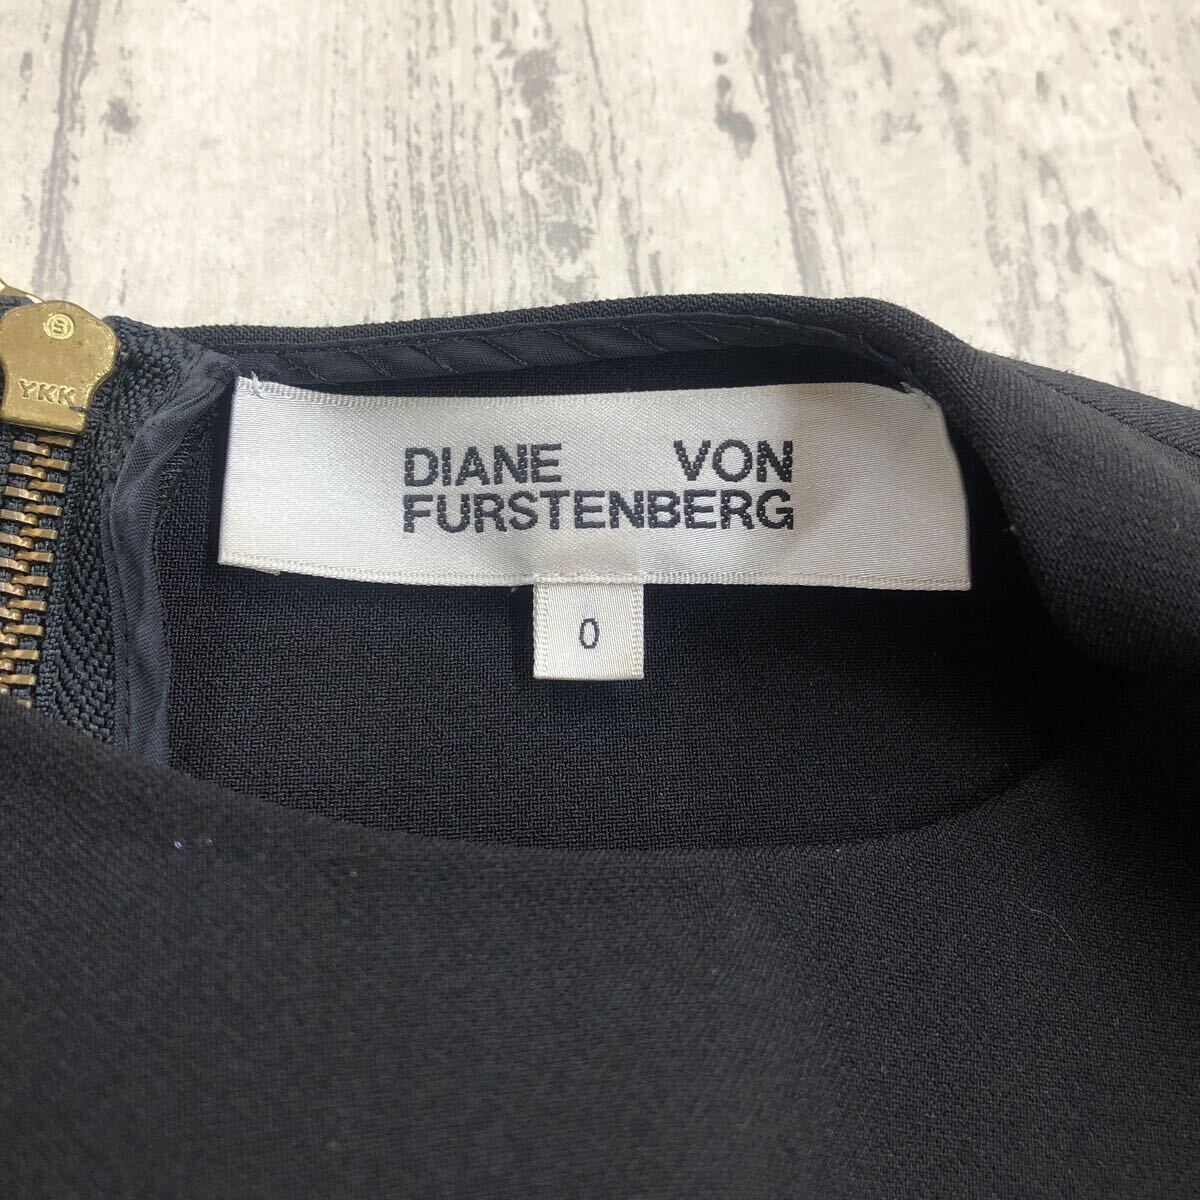 DIANE VON
FURSTENBERG
0
YKK